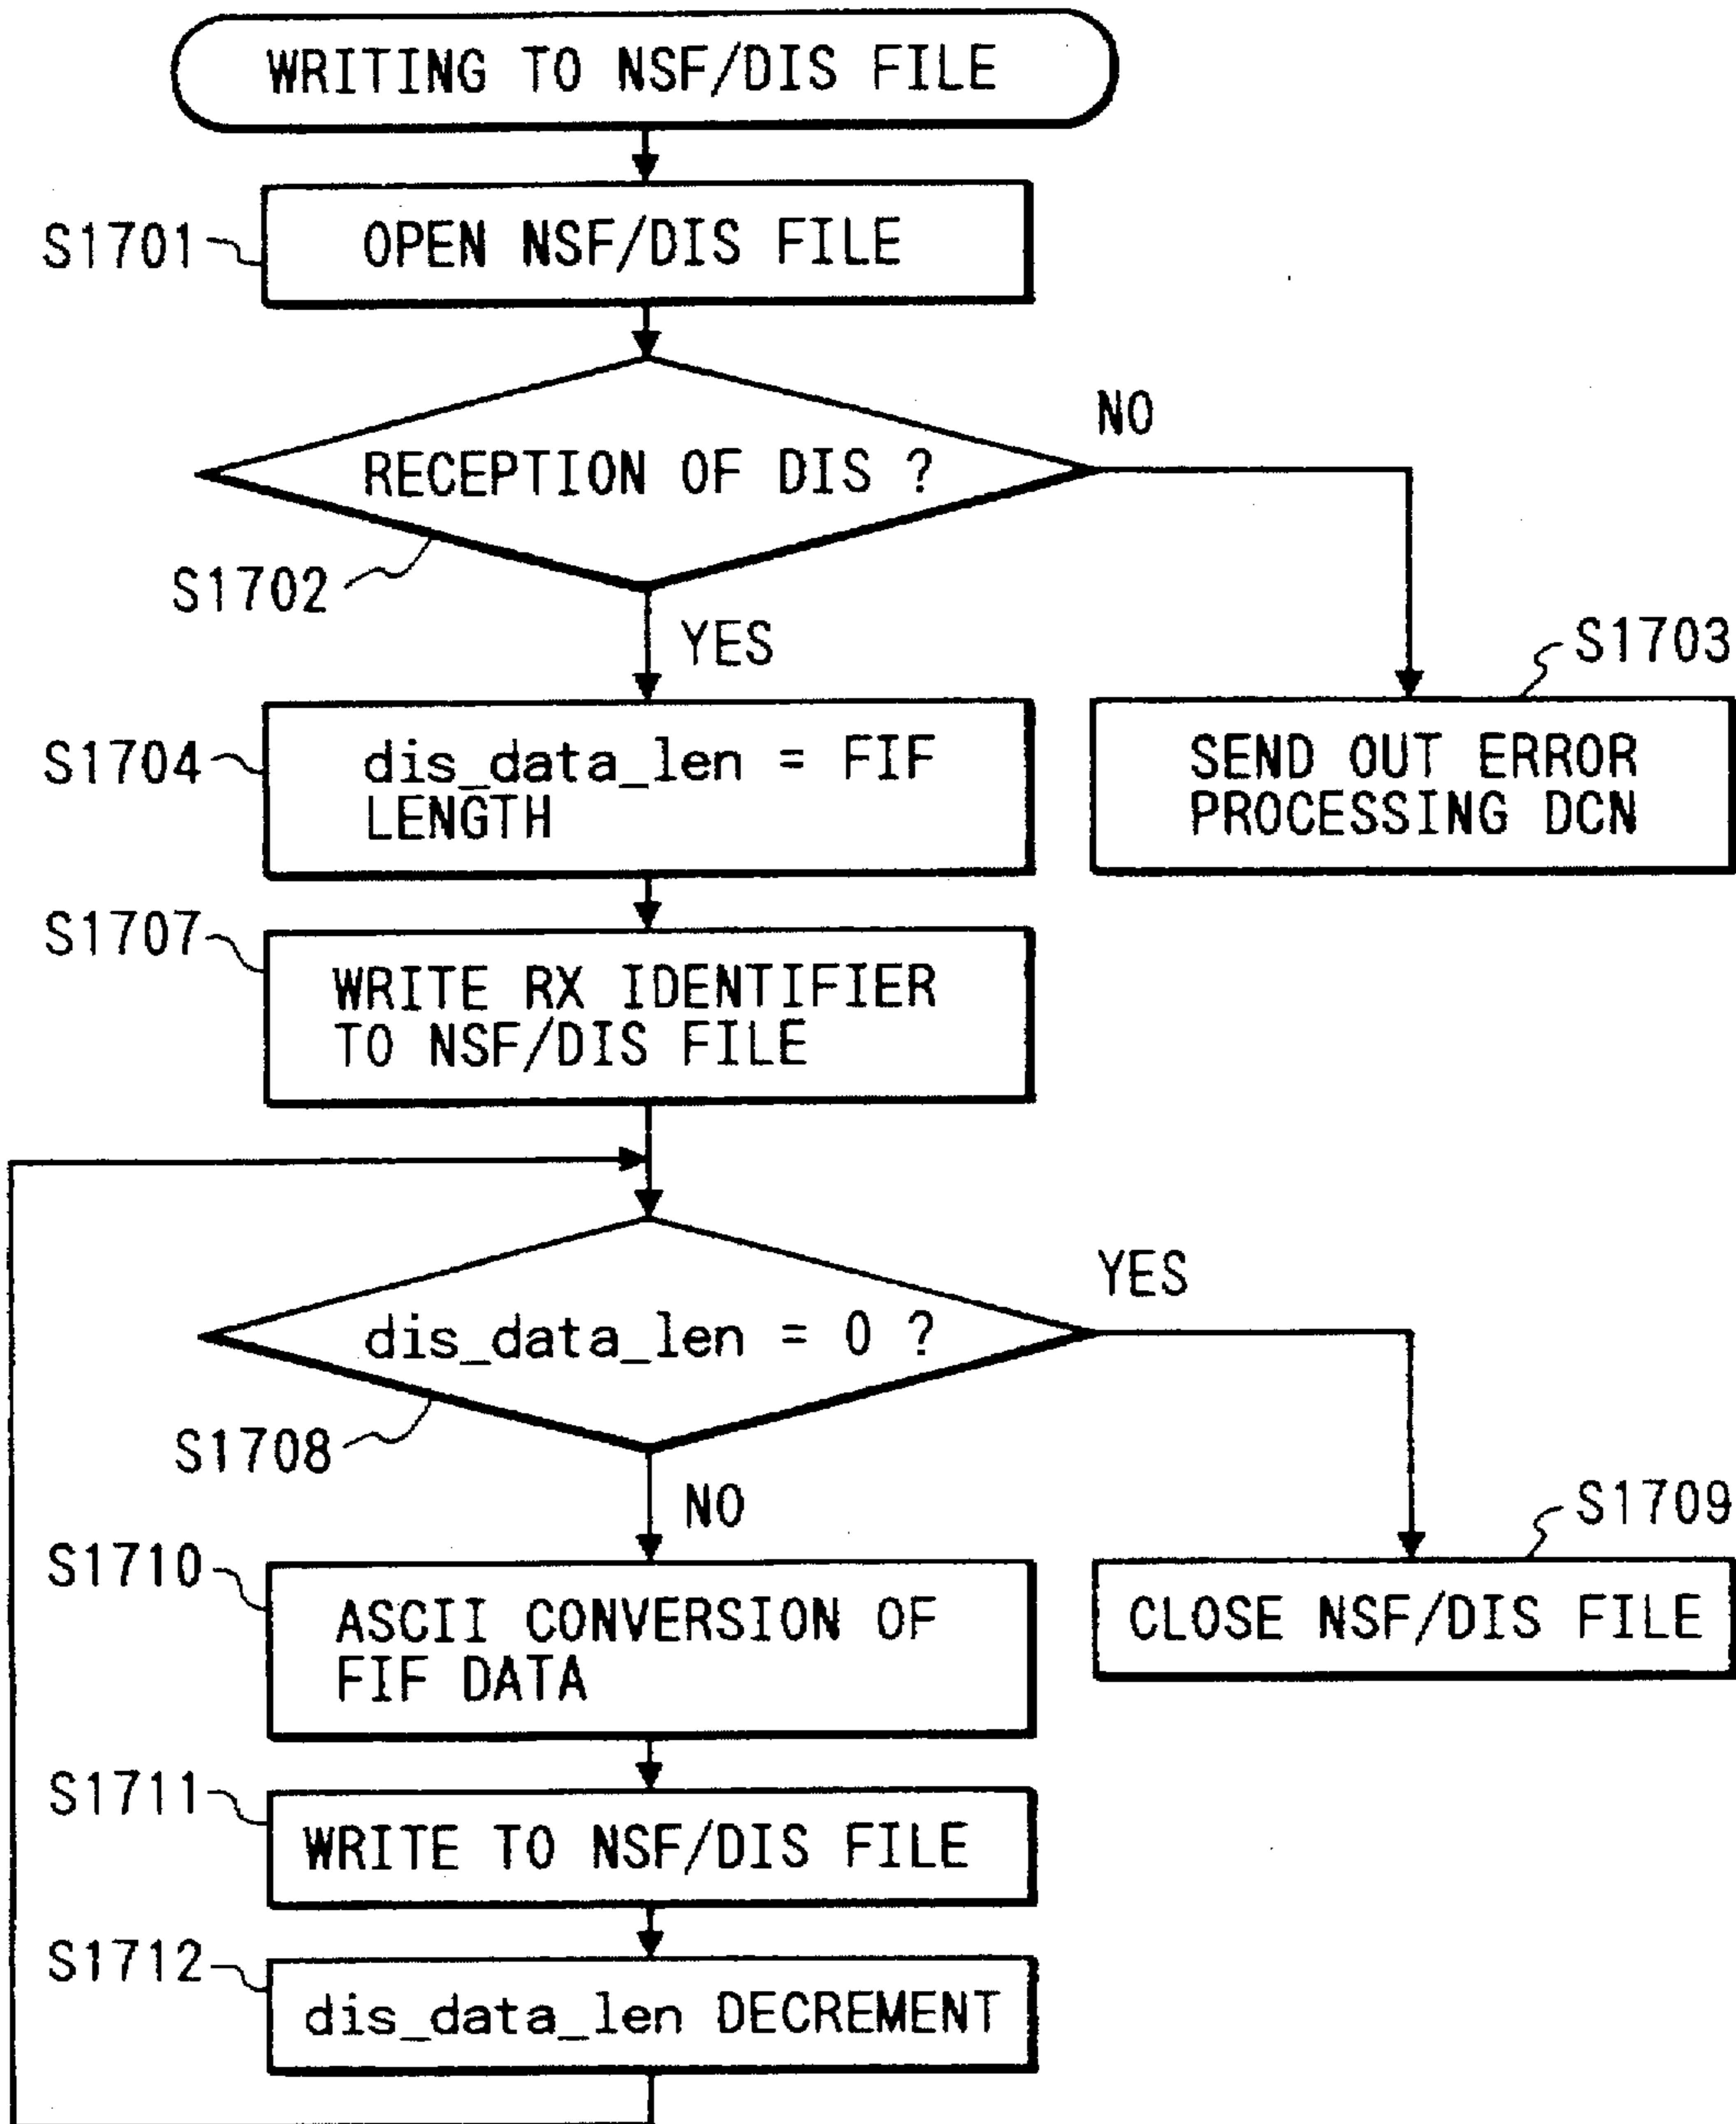 WRITING TO NSF/DIS FILE
S1701
OPEN NSF/DIS FILE
NO
RECEPTION OF DIS ?
S1702
YES
S1703
S1704
dis_data_len = FIF
LENGTH
SEND OUT ERROR
PROCESSING DCN
S1707
WRITE RX IDENTIFIER
TO NSF/DIS FILE
YES
dis_data_len = 0 ?
S1708
NO
S1709
S1710
ASCII CONVERSION OF
FIF DATA
CLOSE NSF/DIS FILE
S1711
WRITE TO NSF/DIS FILE
S1712
dis_data_len DECREMENT